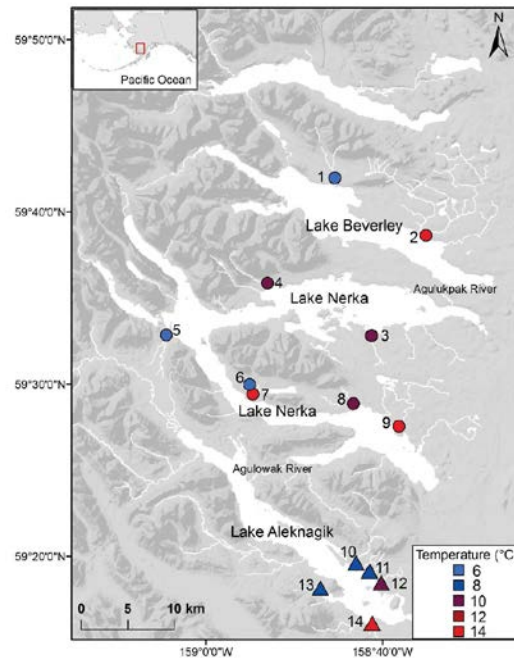 N
Pacific Ocean
59°50'0"N
1
59°40'0"N
Lake Beverley
2
4
Lake Nerka
Agulukpak River
5
3
59°30'0"N
6
7
8
Lake Nerka
9
Agulowak River
Lake Aleknagik
59°20'0"N
10
11
12
13
14
Temperature (°C)
6
8
10
12
14
0 5 10 km
159°0'0"W
158°40'0"W